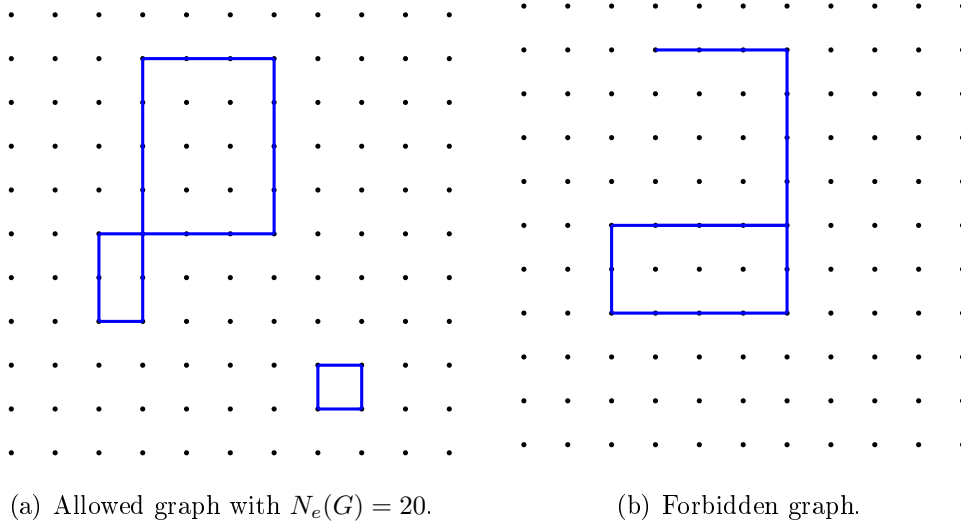 (a) Allowed graph with $N_e(G) = 20$.
(b) Forbidden graph.